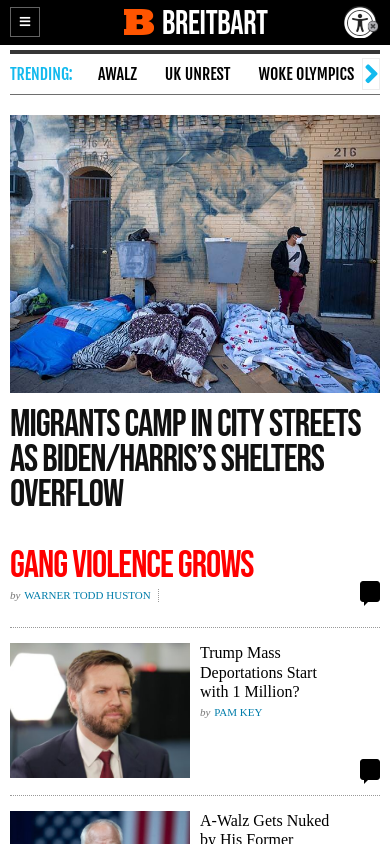 BREITBART
TRENDING: AWALZ UK UNREST WOKE OLYMPICS
216
MIGRANTS CAMP IN CITY STREETS
AS BIDEN/HARRIS’S SHELTERS
OVERFLOW
GANG VIOLENCE GROWS
by WARNER TODD HUSTON
Trump Mass
Deportations Start
with 1 Million?
by PAM KEY
A-Walz Gets Nuked
by His Former